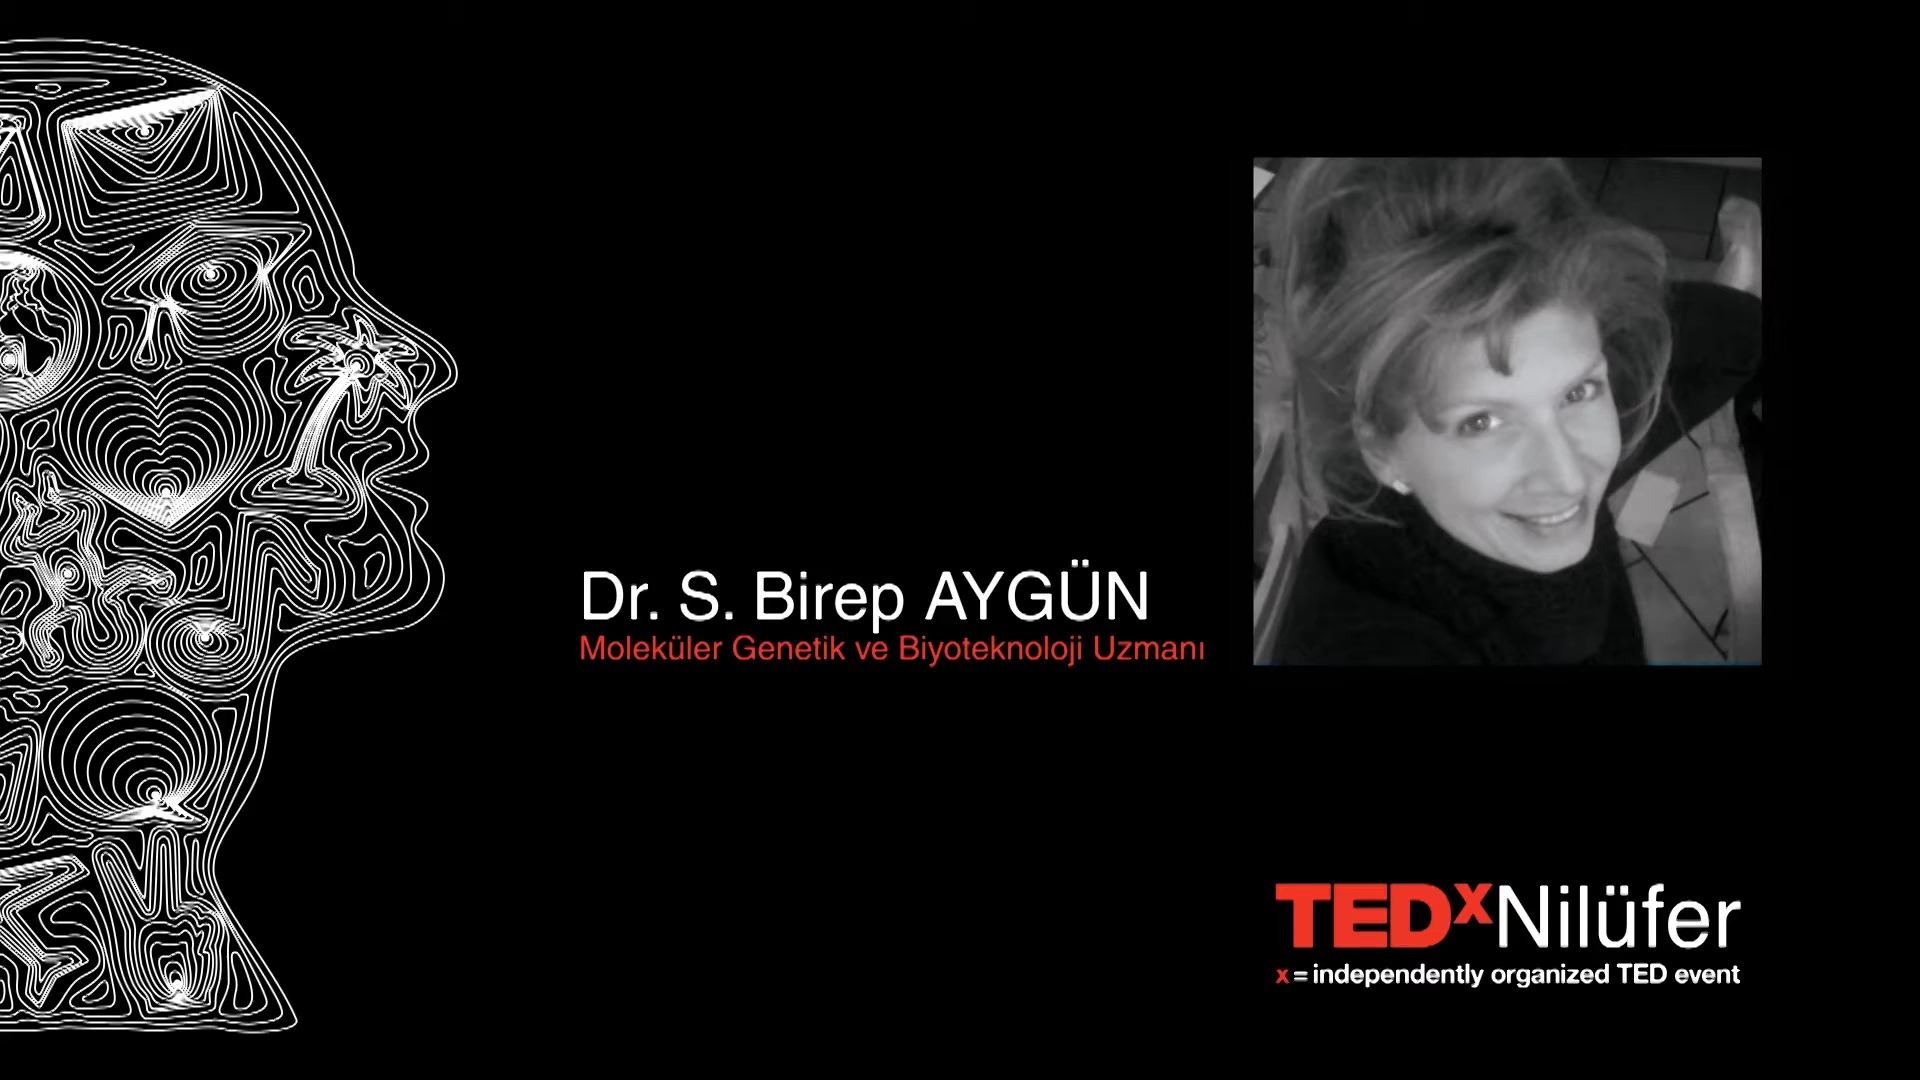 Dr. S. Birep AYGÜN
Moleküler Genetik ve Biyoteknoloji Uzmanı
TEDxNilüfer
x = independently organized TED event